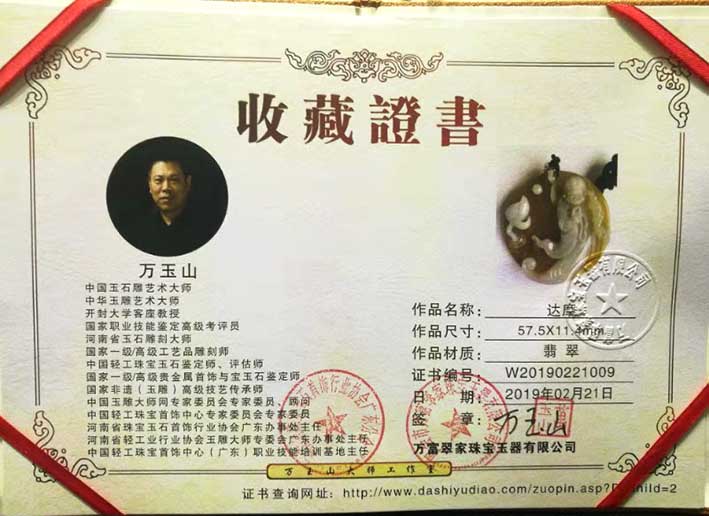 收藏證書
万玉山
中国玉石雕艺术大师
中华玉雕艺术大师
开封大学客座教授
国家职业技能鉴定高级考评员
河南省玉石雕刻大师
国家一级/高级工艺品雕刻师
中国轻工珠宝玉石鉴定师、评估师
国家一级/高级贵金属首饰与宝玉石鉴定师
国家非遗(玉雕)高级技艺传承师
中国玉雕大师网专家委员会专家委员、顾问
中国轻工珠宝首饰中心专家委员会专家委员
河南省珠宝玉石首饰行业协会广东办事处主任
河南省轻工业行业协会玉雕大师专委会广东办事处主任
中国轻工珠宝首饰中心(广东)职业技能培训基地主任
作品名称: 达摩
作品尺寸: 57.5X11.4mm
作品材质: 翡翠
证书编号: W20190221009
日 期: 2019年02月21日
签 章: 万玉山
万富翠家珠宝玉器有限公司
万玉山大师工作室
证书查询网址: http://www.dashiyudiao.com/zuopin.asp?